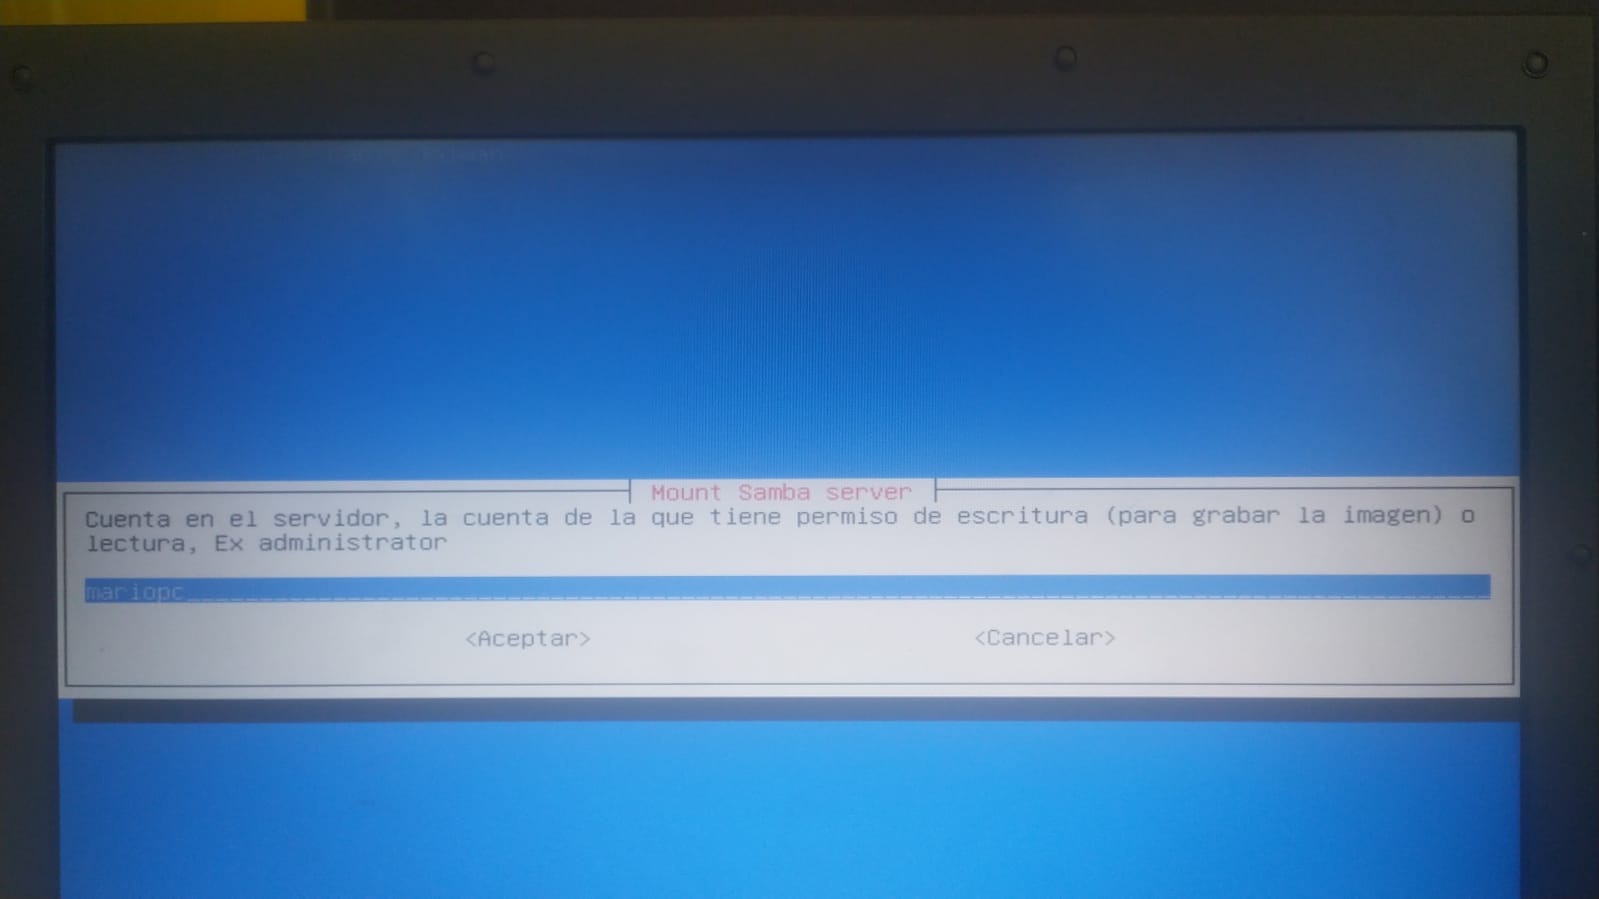 Mount Samba server
Cuenta en el servidor, la cuenta de la que tiene permiso de escritura (para grabar la imagen) o
lectura, Ex administrator
mariopc
<Aceptar> <Cancelar>